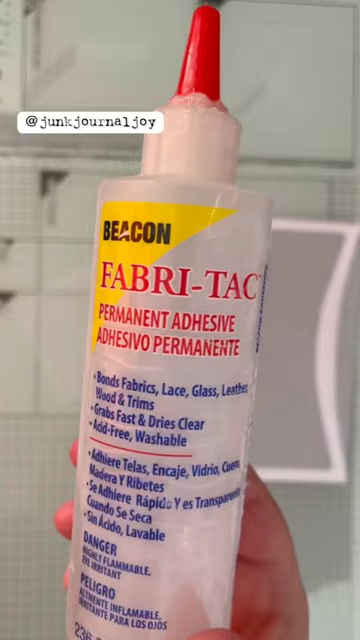 @junkjournaljoy
BEACON
FABRI-TAC
PERMANENT ADHESIVE
ADHESIVO PERMANENTE
• Bonds Fabrics, Lace, Glass, Leather,
Wood & Trims
• Grabs Fast & Dries Clear
• Acid-Free, Washable
• Adhiere Telas, Encaje, Vidrio, Cuero,
Madera Y Ribetes
• Se Adhiere Rápido Y es Transparente
Cuando Se Seca
• Sin Ácido, Lavable
DANGER
HIGHLY FLAMMABLE,
EYE IRRITANT
PELIGRO
ALTMENTE INFLAMABLE,
IRRITANTE PARA LOS OJOS
236